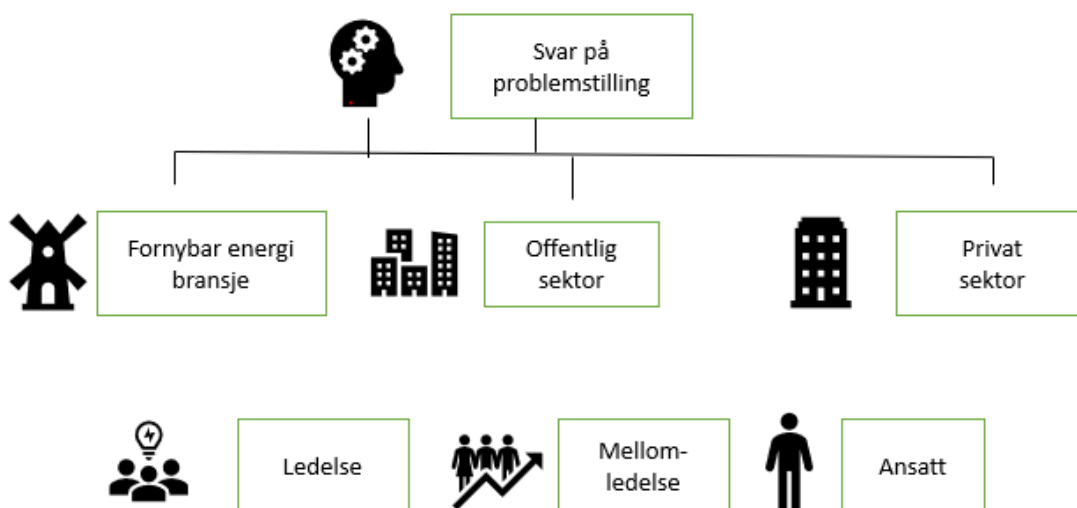 Svar på
problemstilling
Fornybar energi
bransje
Offentlig
sektor
Privat
sektor
Ledelse
Mellom-
ledelse
Ansatt